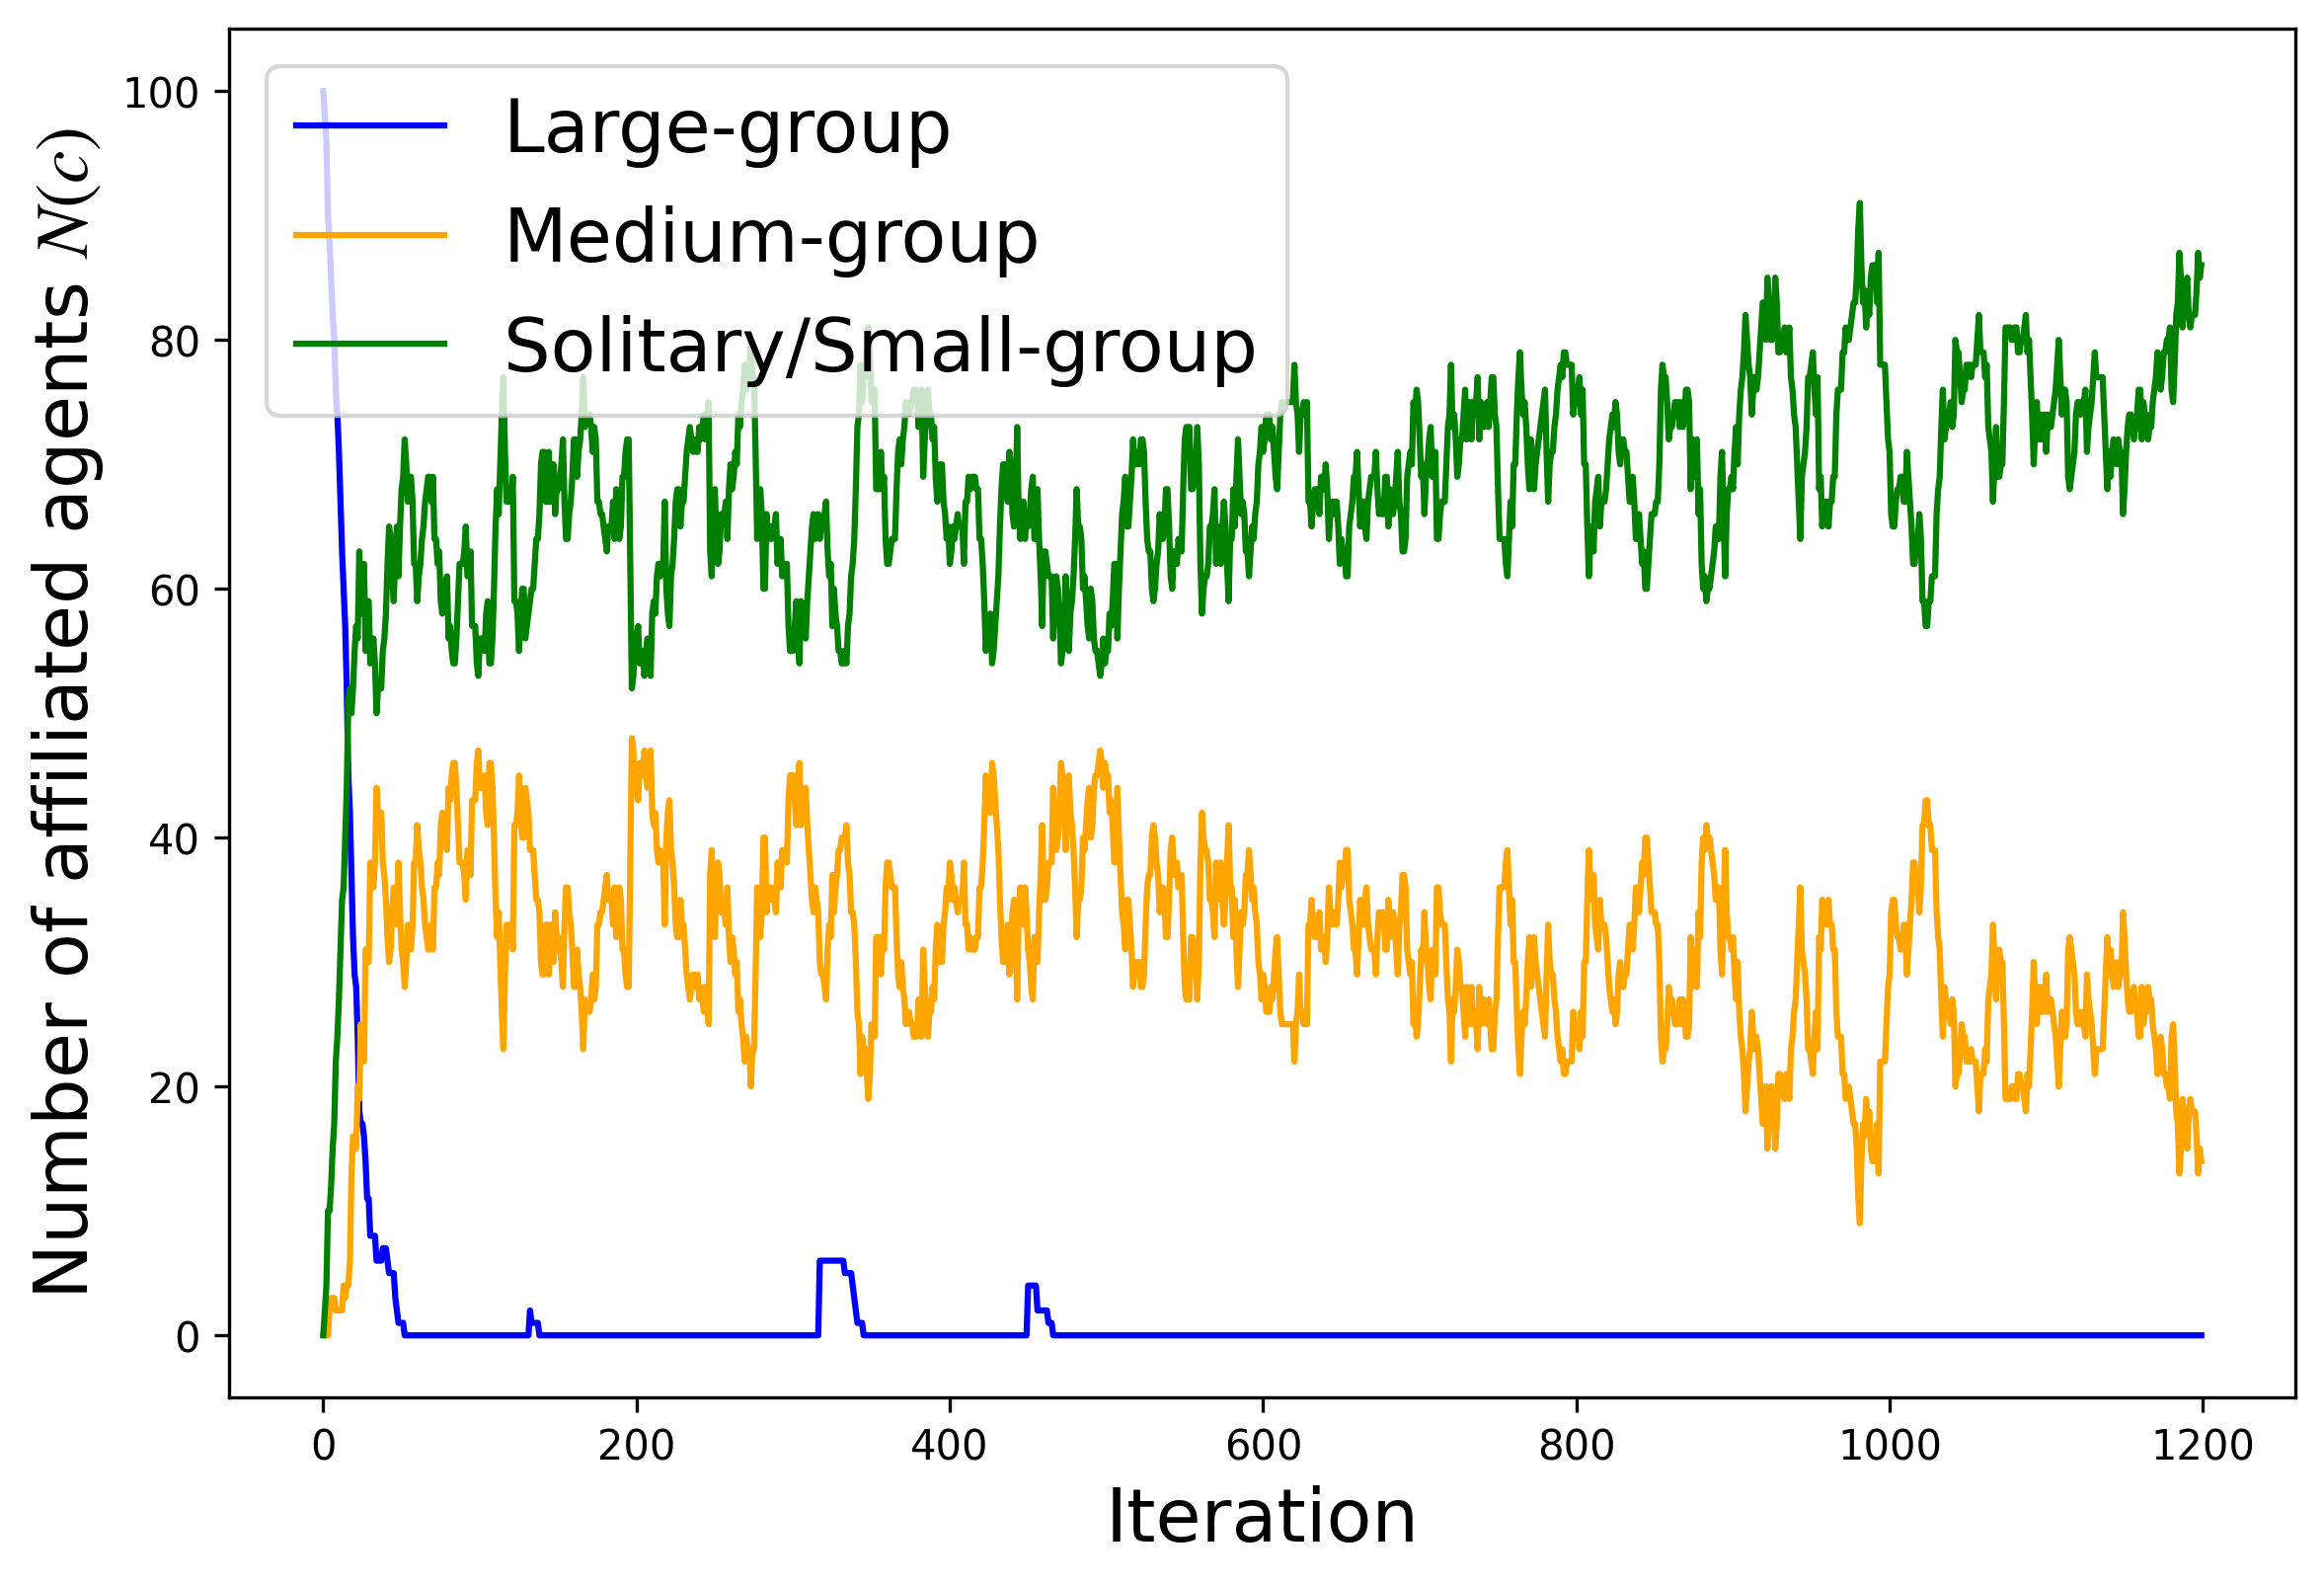 Number of affiliated agents N(c)
100
80
60
40
20
0
Large-group
Medium-group
Solitary/Small-group
0 200 400 600 800 1000 1200
Iteration